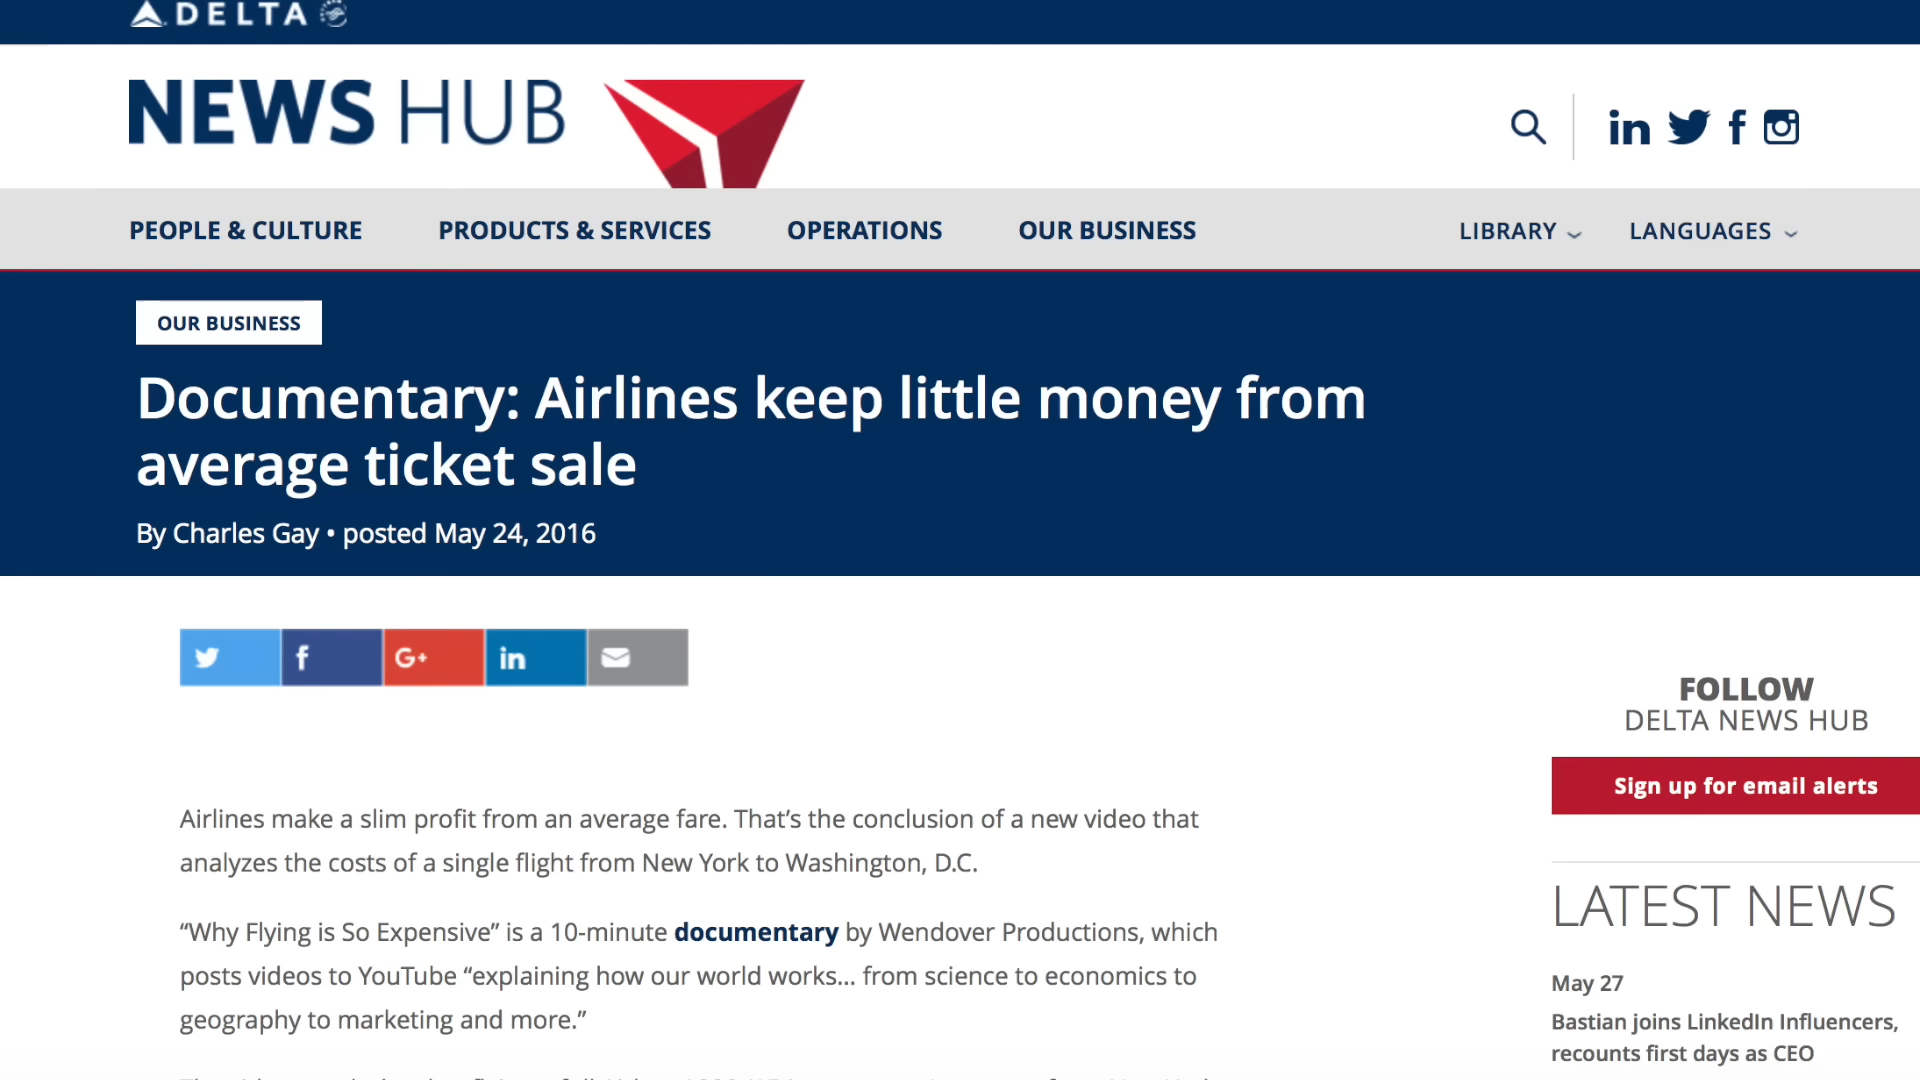 DELTA
NEWS HUB
PEOPLE & CULTURE PRODUCTS & SERVICES OPERATIONS OUR BUSINESS LIBRARY LANGUAGES
OUR BUSINESS
Documentary: Airlines keep little money from
average ticket sale
By Charles Gay • posted May 24, 2016
Airlines make a slim profit from an average fare. That’s the conclusion of a new video that
analyzes the costs of a single flight from New York to Washington, D.C.
“Why Flying is So Expensive” is a 10-minute documentary by Wendover Productions, which
posts videos to YouTube “explaining how our world works... from science to economics to
geography to marketing and more.”
FOLLOW
DELTA NEWS HUB
Sign up for email alerts
LATEST NEWS
May 27
Bastian joins LinkedIn Influencers,
recounts first days as CEO